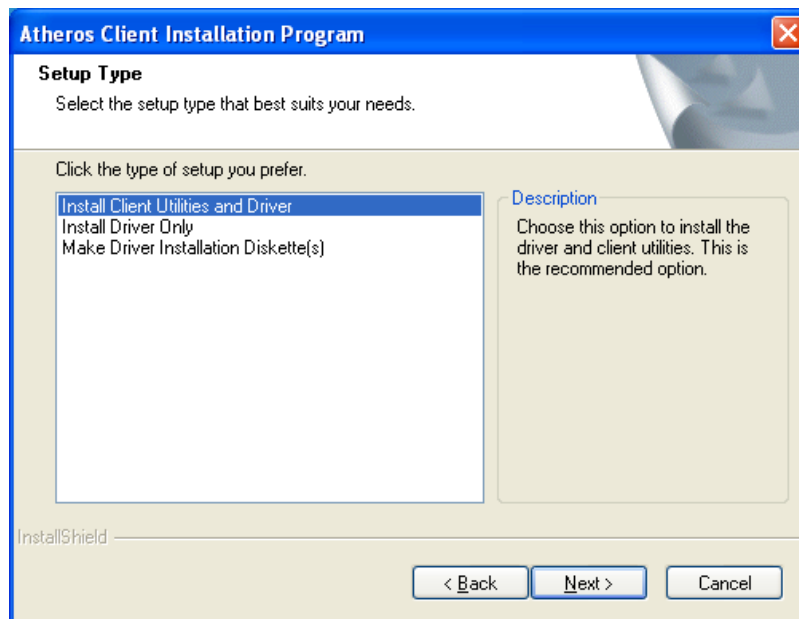 Atheros Client Installation Program
Setup Type
Select the setup type that best suits your needs.
Click the type of setup you prefer.
Install Client Utilities and Driver
Install Driver Only
Make Driver Installation Diskette(s)
Description
Choose this option to install the
driver and client utilities. This is
the recommended option.
InstallShield
< Back
Next >
Cancel